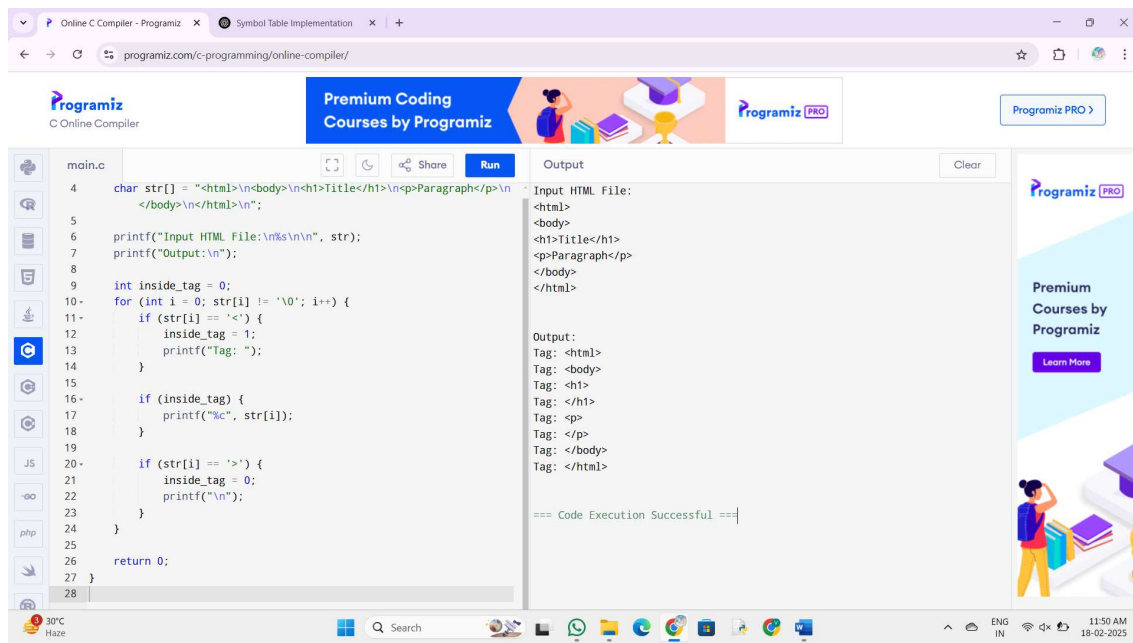 Online C Compiler - Programiz
Symbol Table Implementation
programiz.com/c-programming/online-compiler/
Programiz
C Online Compiler
Premium Coding
Courses by Programiz
Programiz PRO
Programiz PRO >
main.c
Share
Run
Output
Clear
4 char str[] = "<html>\n<body>\n<h1>Title</h1>\n<p>Paragraph</p>\n
</body>\n</html>\n";
5
6 printf("Input HTML File:\n%s\n\n", str);
7 printf("Output:\n");
8
9 int inside_tag = 0;
10 for (int i = 0; str[i] != '\0'; i++) {
11 if (str[i] == '<') {
12 inside_tag = 1;
13 printf("Tag: ");
14 }
15
16 if (inside_tag) {
17 printf("%c", str[i]);
18 }
19
20 if (str[i] == '>') {
21 inside_tag = 0;
22 printf("\n");
23 }
24 }
25
26 return 0;
27 }
28
Input HTML File:
<html>
<body>
<h1>Title</h1>
<p>Paragraph</p>
</body>
</html>
Output:
Tag: <html>
Tag: <body>
Tag: <h1>
Tag: </h1>
Tag: <p>
Tag: </p>
Tag: </body>
Tag: </html>
=== Code Execution Successful ===
Programiz PRO
Premium
Courses by
Programiz
Learn More
JS
GO
php
3
30°C
Haze
Search
ENG
IN
11:50 AM
18-02-2025